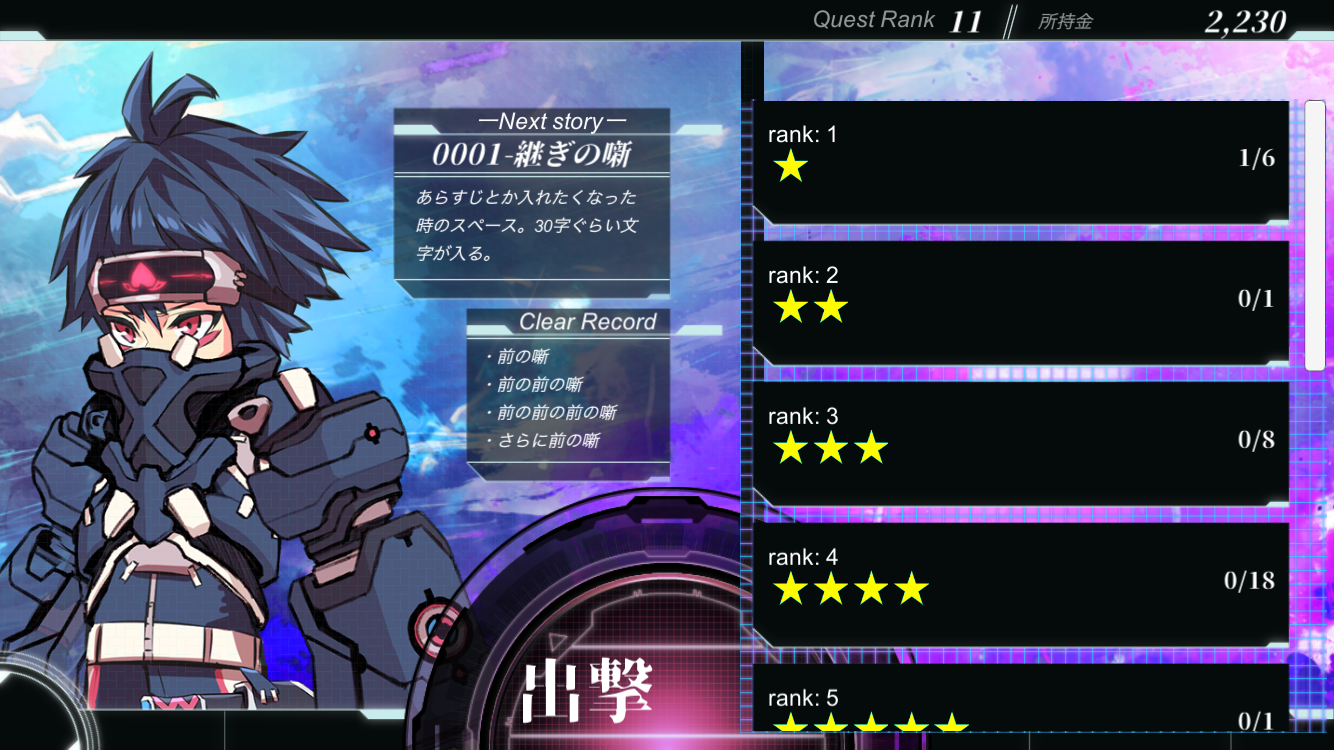 Quest Rank 11
所持金 2,230
―Next story―
0001-継ぎの噺
あらすじとか入れたくなった
時のスペース。30字ぐらい文
字が入る。
Clear Record
・前の噺
・前の前の噺
・前の前の前の噺
・さらに前の噺
出撃
rank: 1
1/6
rank: 2
0/1
rank: 3
0/8
rank: 4
0/18
rank: 5
0/1